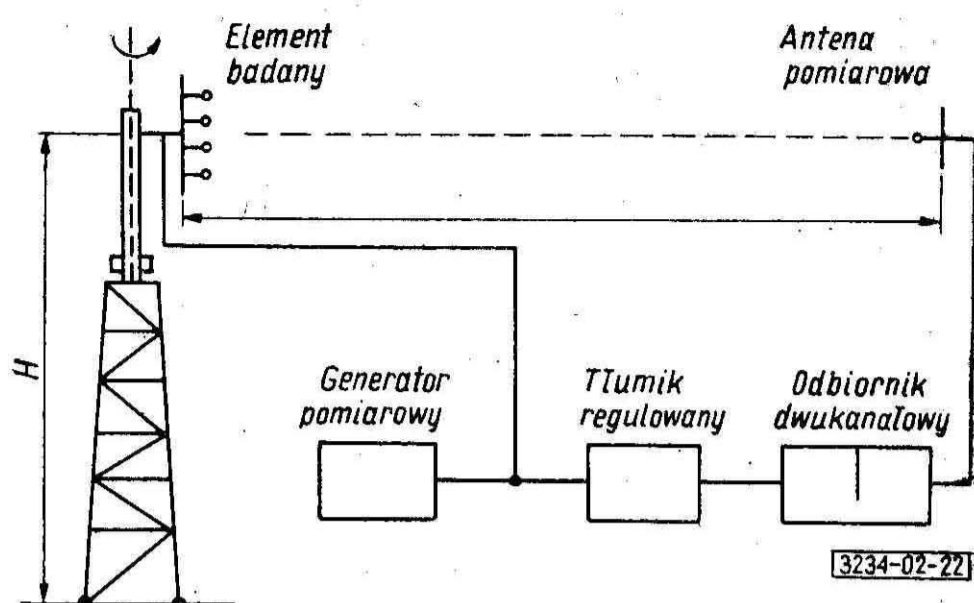 Element
badany
Antena
pomiarowa
H
Generator
pomiarowy
Tłumik
regulowany
Odbiornik
dwukanałowy
3234-02-22